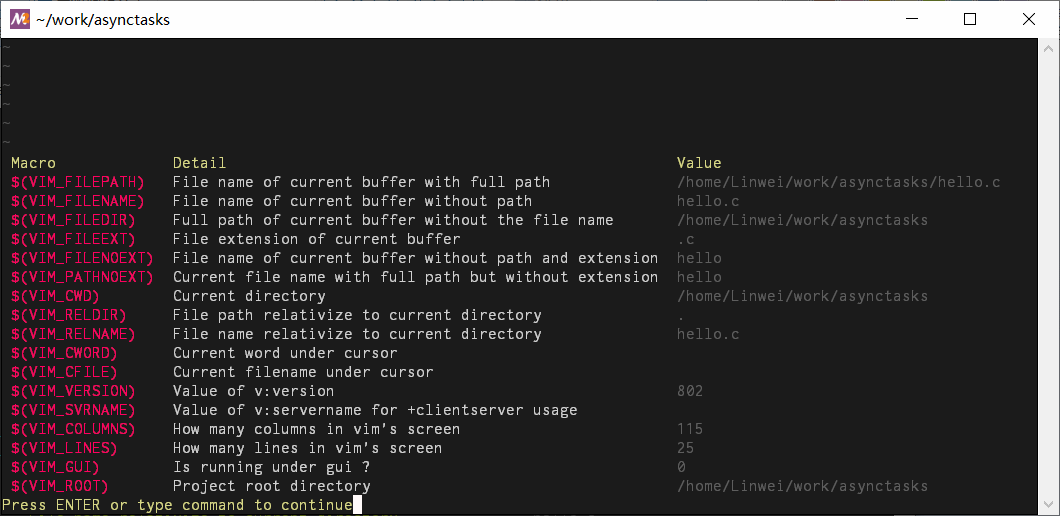 ~/work/asynctasks
~
~
~
~
~
~
Macro Detail Value
$(VIM_FILEPATH) File name of current buffer with full path /home/Linwei/work/asynctasks/hello.c
$(VIM_FILENAME) File name of current buffer without path hello.c
$(VIM_FILEDIR) Full path of current buffer without the file name /home/Linwei/work/asynctasks
$(VIM_FILEEXT) File extension of current buffer .c
$(VIM_FILENOEXT) File name of current buffer without path and extension hello
$(VIM_PATHNOEXT) Current file name with full path but without extension hello
$(VIM_CWD) Current directory /home/Linwei/work/asynctasks
$(VIM_RELDIR) File path relativize to current directory .
$(VIM_RELNAME) File name relativize to current directory hello.c
$(VIM_CWORD) Current word under cursor
$(VIM_CFILE) Current filename under cursor
$(VIM_VERSION) Value of v:version 802
$(VIM_SVRNAME) Value of v:servername for +clientserver usage
$(VIM_COLUMNS) How many columns in vim's screen 115
$(VIM_LINES) How many lines in vim's screen 25
$(VIM_GUI) Is running under gui ? 0
$(VIM_ROOT) Project root directory /home/Linwei/work/asynctasks
Press ENTER or type command to continue